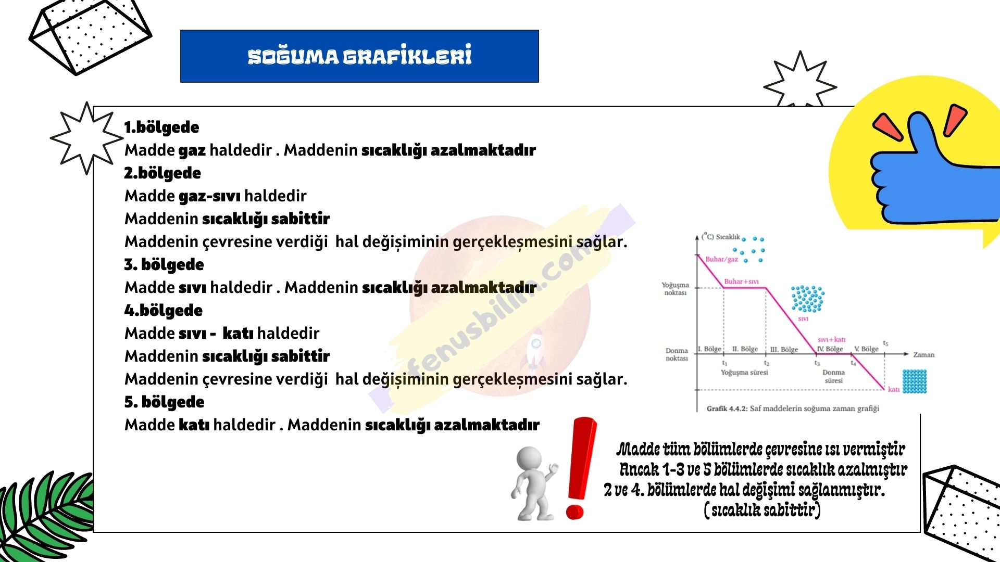 SOĞUMA GRAFİKLERİ
1.bölgede
Madde gaz haldedir . Maddenin sıcaklığı azalmaktadır
2.bölgede
Madde gaz-sıvı haldedir
Maddenin sıcaklığı sabittir
Maddenin çevresine verdiği hal değişiminin gerçekleşmesini sağlar.
3. bölgede
Madde sıvı haldedir . Maddenin sıcaklığı azalmaktadır
4.bölgede
Madde sıvı - katı haldedir
Maddenin sıcaklığı sabittir
Maddenin çevresine verdiği hal değişiminin gerçekleşmesini sağlar.
5. bölgede
Madde katı haldedir . Maddenin sıcaklığı azalmaktadır
fenusbilim.com
(°C) Sıcaklık
Buhar/gaz
Buhar+sıvı
Yoğuşma
noktası
sıvı
sıvı+katı
Donma
noktası
I. Bölge
II. Bölge
III. Bölge
IV. Bölge
V. Bölge
t5
Zaman
t1
t2
t3
t4
Yoğuşma süresi
Donma
süresi
katı
Grafik 4.4.2: Saf maddelerin soğuma zaman grafiği
Madde tüm bölümlerde çevresine ısı vermiştir
Ancak 1-3 ve 5 bölümlerde sıcaklık azalmıştır
2 ve 4. bölümlerde hal değişimi sağlanmıştır.
( sıcaklık sabittir)